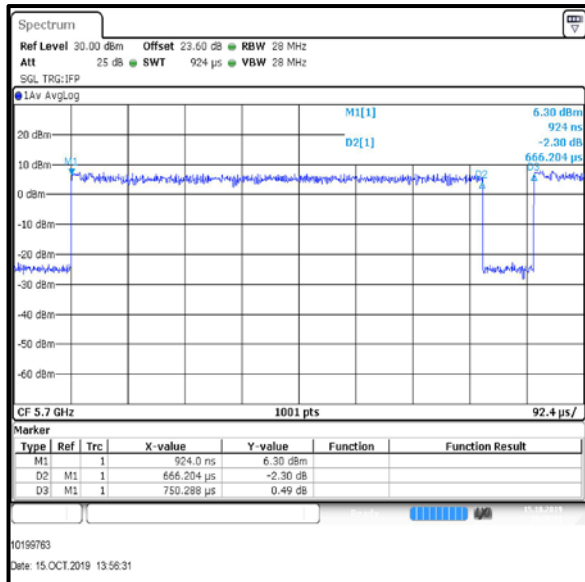 Spectrum
Ref Level 30.00 dBm Offset 23.60 dB RBW 28 MHz
Att 25 dB SWT 924 µs VBW 28 MHz
SGL TRG:IFP
1Av AvgLog
M1[1] 6.30 dBm
924 ns
D2[1] -2.30 dB
666.204 µs
20 dBm
10 dBm
M1
D2
D3
0 dBm
-10 dBm
-20 dBm
-30 dBm
-40 dBm
-50 dBm
-60 dBm
CF 5.7 GHz 1001 pts 92.4 µs/
Marker
Type Ref Trc X-value Y-value Function Function Result
M1 1 924.0 ns 6.30 dBm
D2 M1 1 666.204 µs -2.30 dB
D3 M1 1 750.288 µs 0.49 dB
15.10.2019
10199763
Date: 15.OCT.2019 13:56:31